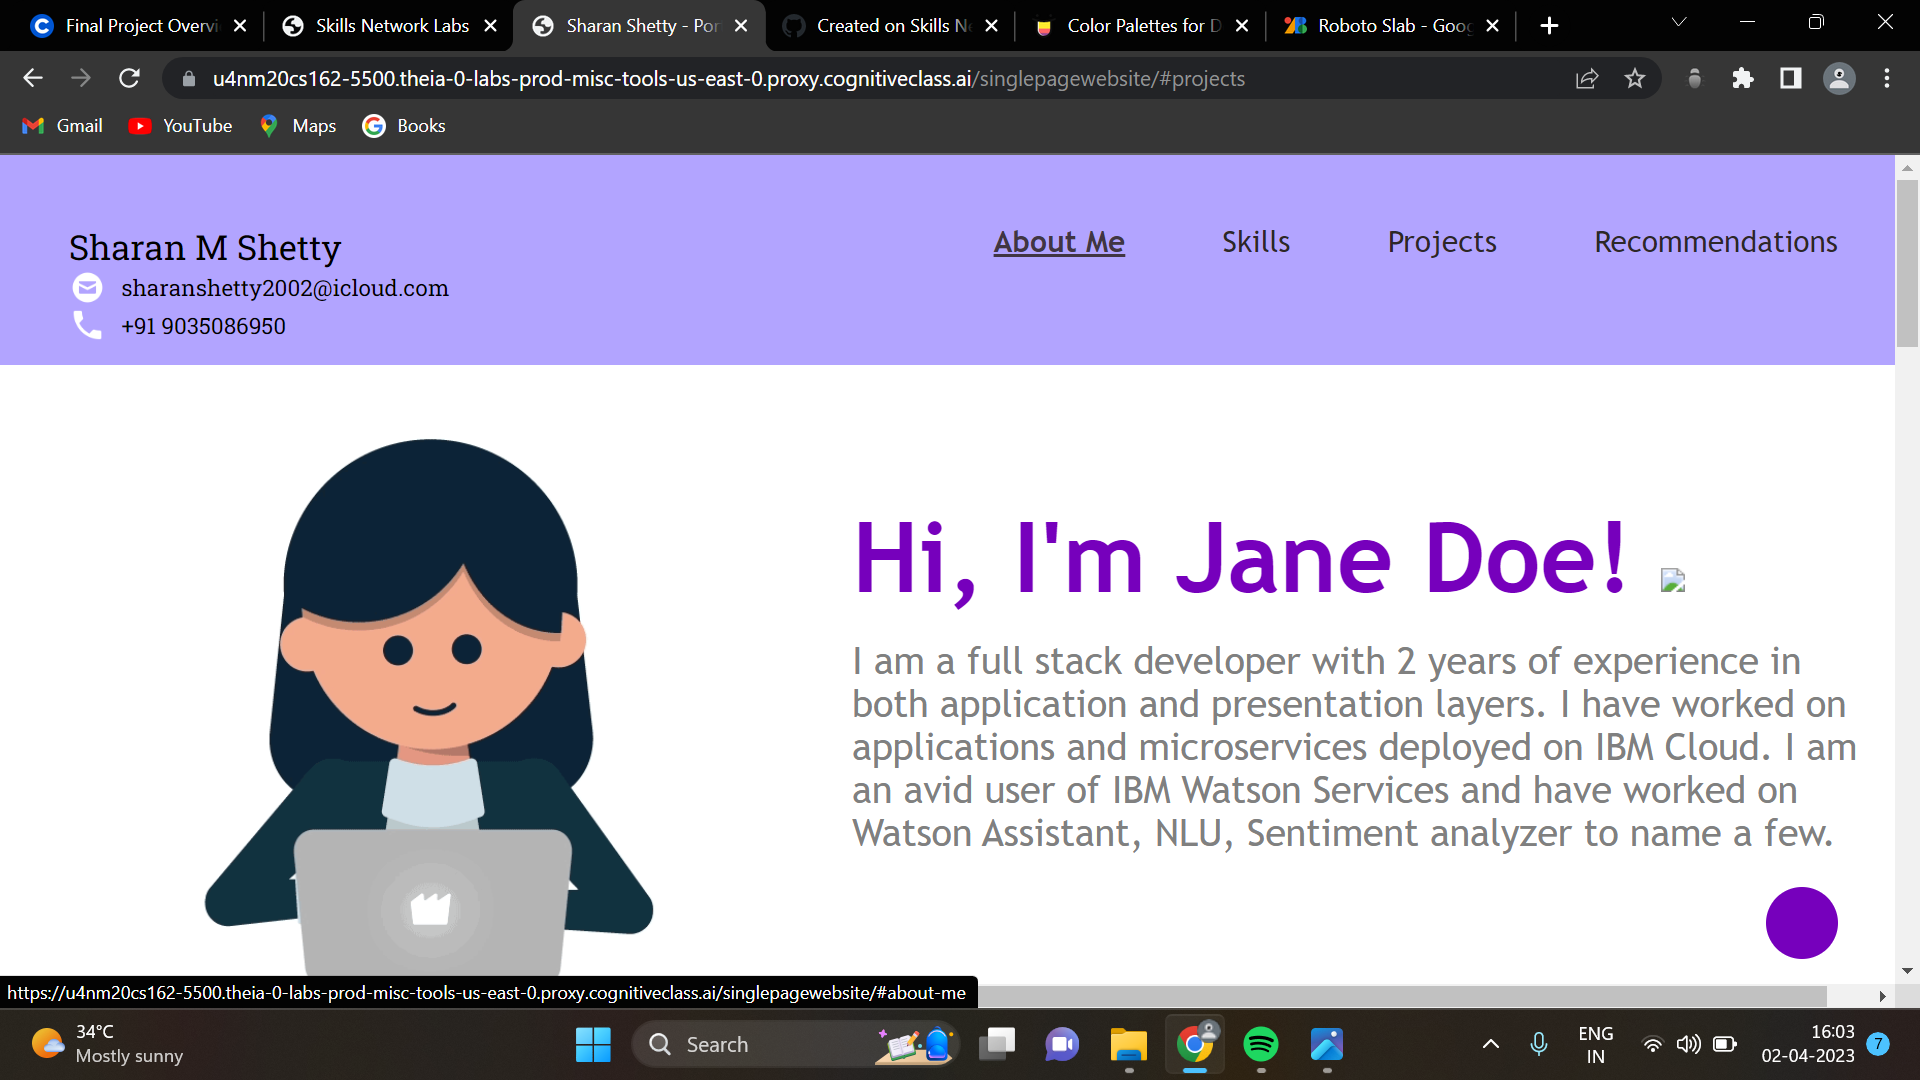 Final Project Overvi
Skills Network Labs
Sharan Shetty - Por
Created on Skills Ne
Color Palettes for D
Roboto Slab - Goog
u4nm20cs162-5500.theia-0-labs-prod-misc-tools-us-east-0.proxy.cognitiveclass.ai/singlepagewebsite/#projects
Gmail
YouTube
Maps
Books
Sharan M Shetty
sharanshetty2002@icloud.com
+91 9035086950
About Me
Skills
Projects
Recommendations
Hi, I'm Jane Doe!
I am a full stack developer with 2 years of experience in
both application and presentation layers. I have worked on
applications and microservices deployed on IBM Cloud. I am
an avid user of IBM Watson Services and have worked on
Watson Assistant, NLU, Sentiment analyzer to name a few.
https://u4nm20cs162-5500.theia-0-labs-prod-misc-tools-us-east-0.proxy.cognitiveclass.ai/singlepagewebsite/#about-me
34°C
Mostly sunny
Search
ENG
IN
16:03
02-04-2023
7